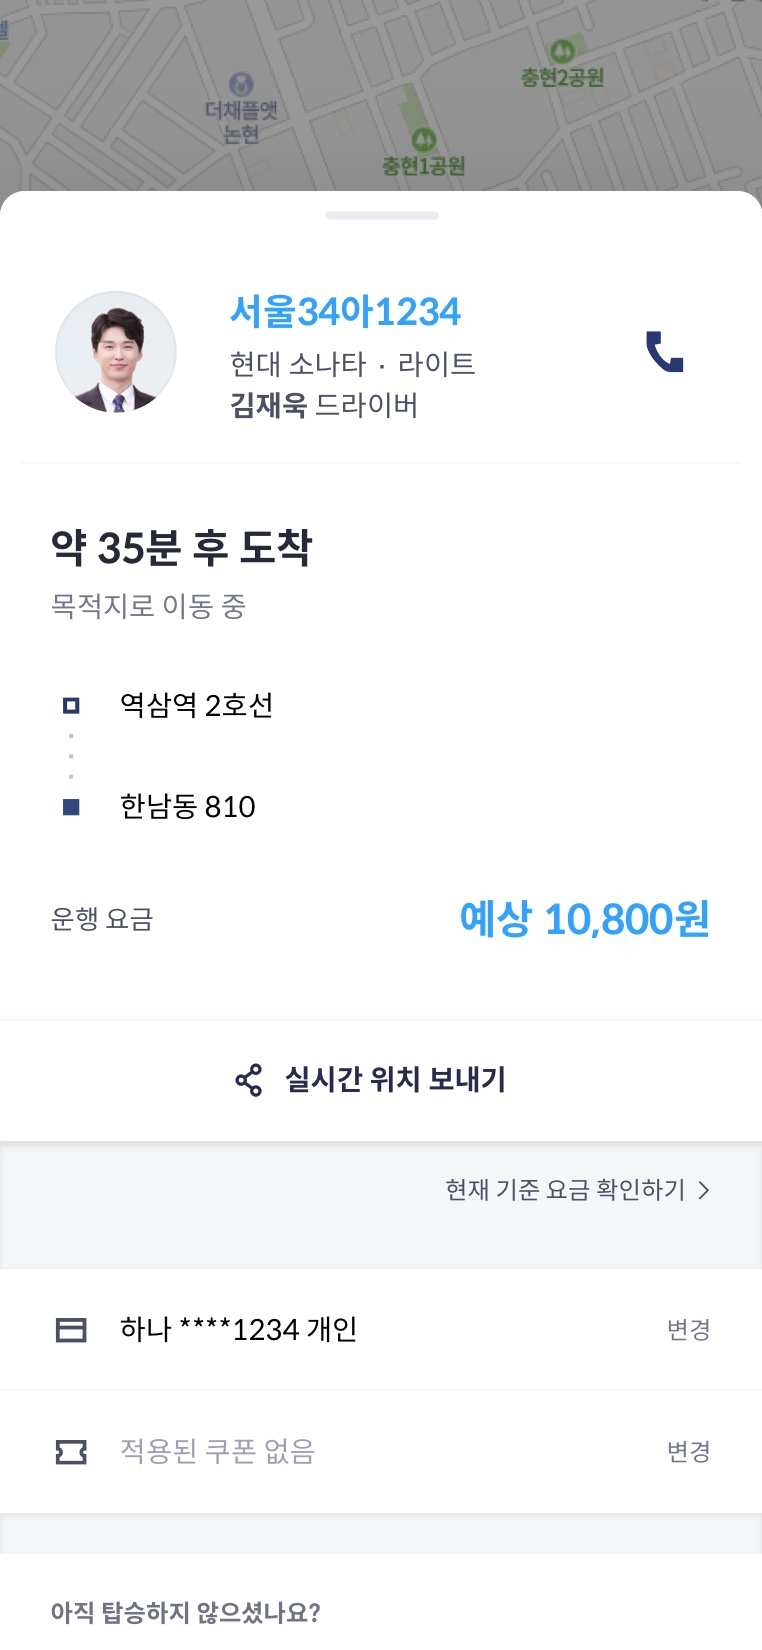 충현2공원
더채플앳
논현
충현1공원
서울34아1234
현대 소나타 · 라이트
김재욱 드라이버
약 35분 후 도착
목적지로 이동 중
역삼역 2호선
한남동 810
운행 요금
예상 10,800원
실시간 위치 보내기
현재 기준 요금 확인하기 >
하나 ****1234 개인
변경
적용된 쿠폰 없음
변경
아직 탑승하지 않으셨나요?